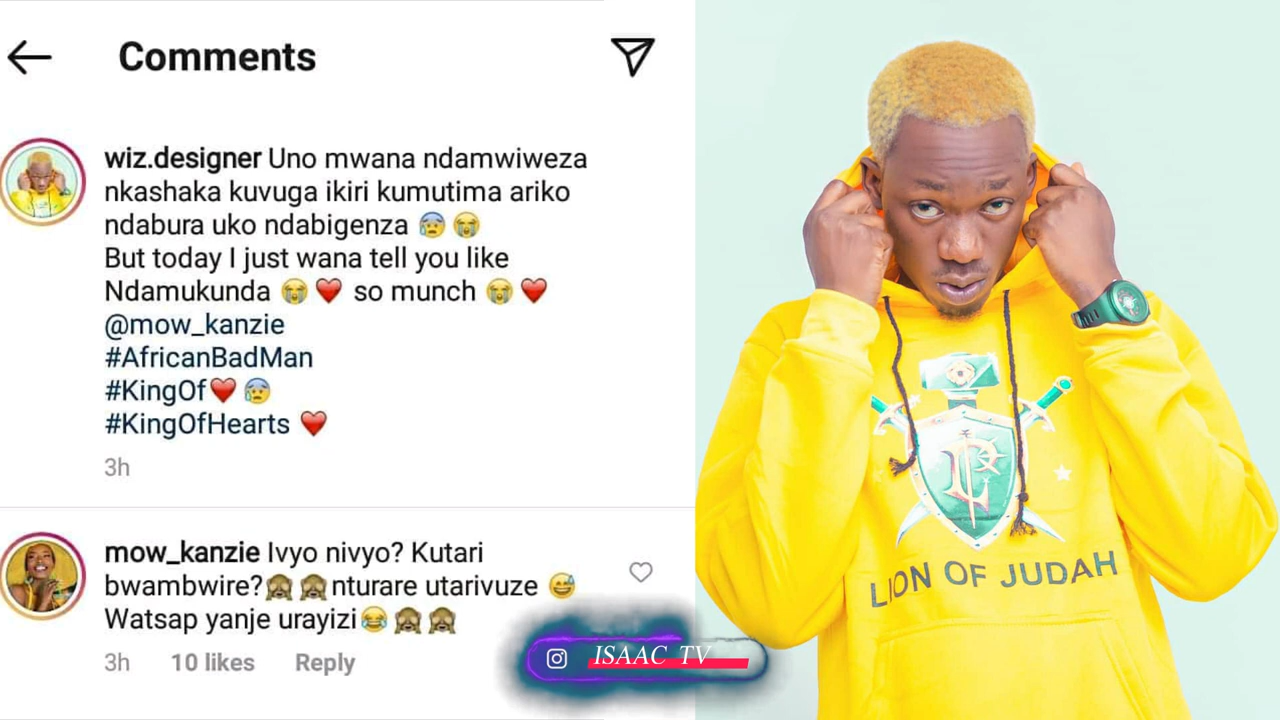 Comments
wiz.designer Uno mwana ndamwiweza
nkashaka kuvuga ikiri kumutima ariko
ndabura uko ndabigenza 😰😭
But today I just wana tell you like
Ndamukunda 😭❤️ so munch 😭❤️
@mow_kanzie
#AfricanBadMan
#KingOf❤️😰
#KingOfHearts ❤️
3h
mow_kanzie Ivyo nivyo? Kutari
bwambwire?🙈🙈nturare utarivuze 😅
Watsap yanje urayizi😂🙈🙈
3h 10 likes Reply
ISAAC TV
LION OF JUDAH